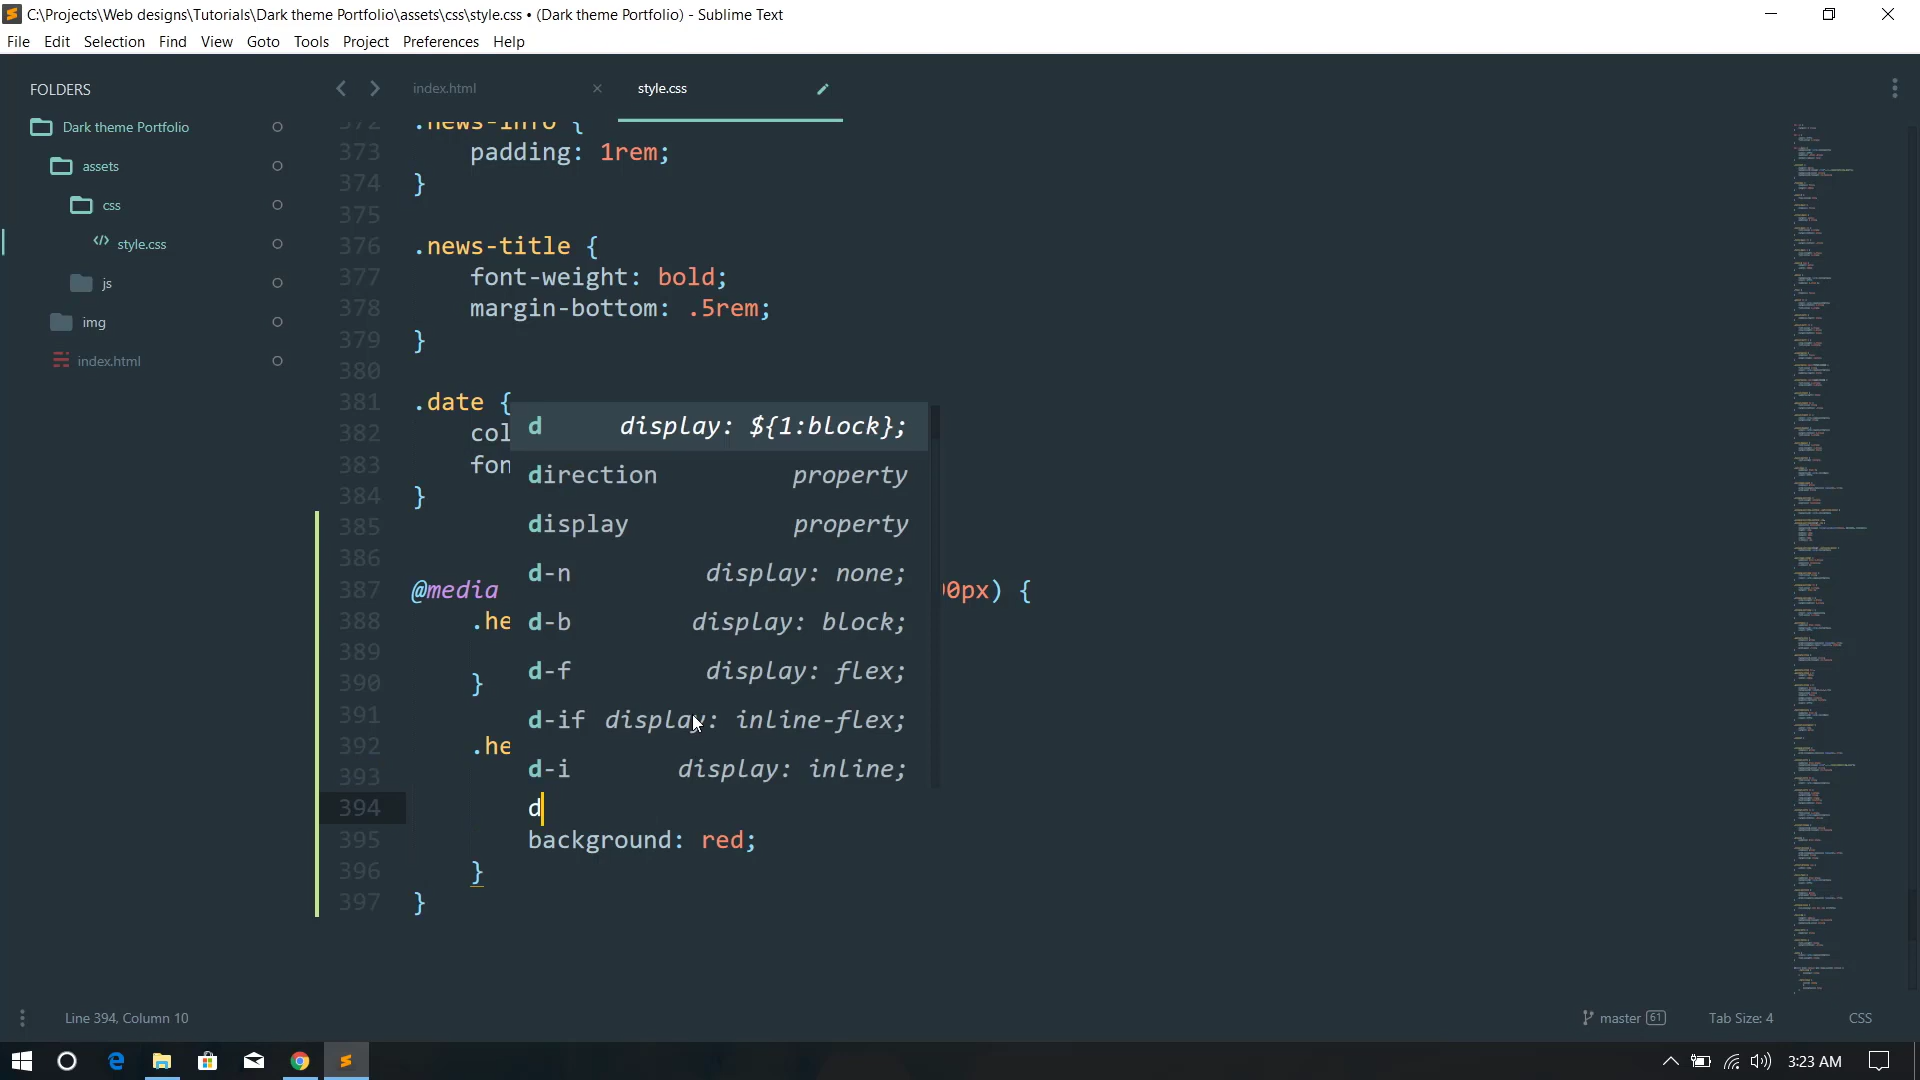 C:\Projects\Web designs\Tutorials\Dark theme Portfolio\assets\css\style.css • (Dark theme Portfolio) - Sublime Text
File Edit Selection Find View Goto Tools Project Preferences Help
FOLDERS
Dark theme Portfolio
assets
css
style.css
js
img
index.html
index.html
style.css
372 .news-info {
373 padding: 1rem;
374 }
375
376 .news-title {
377 font-weight: bold;
378 margin-bottom: .5rem;
379 }
380
381 .date {
382 col
383 fon
384 }
385
386
387 @media 0px) {
388 .he
389
390 }
391
392 .he
393
394 d
395 background: red;
396 }
397 }
d display: ${1:block};
direction property
display property
d-n display: none;
d-b display: block;
d-f display: flex;
d-if display: inline-flex;
d-i display: inline;
Line 394, Column 10
master 61
Tab Size: 4
CSS
3:23 AM